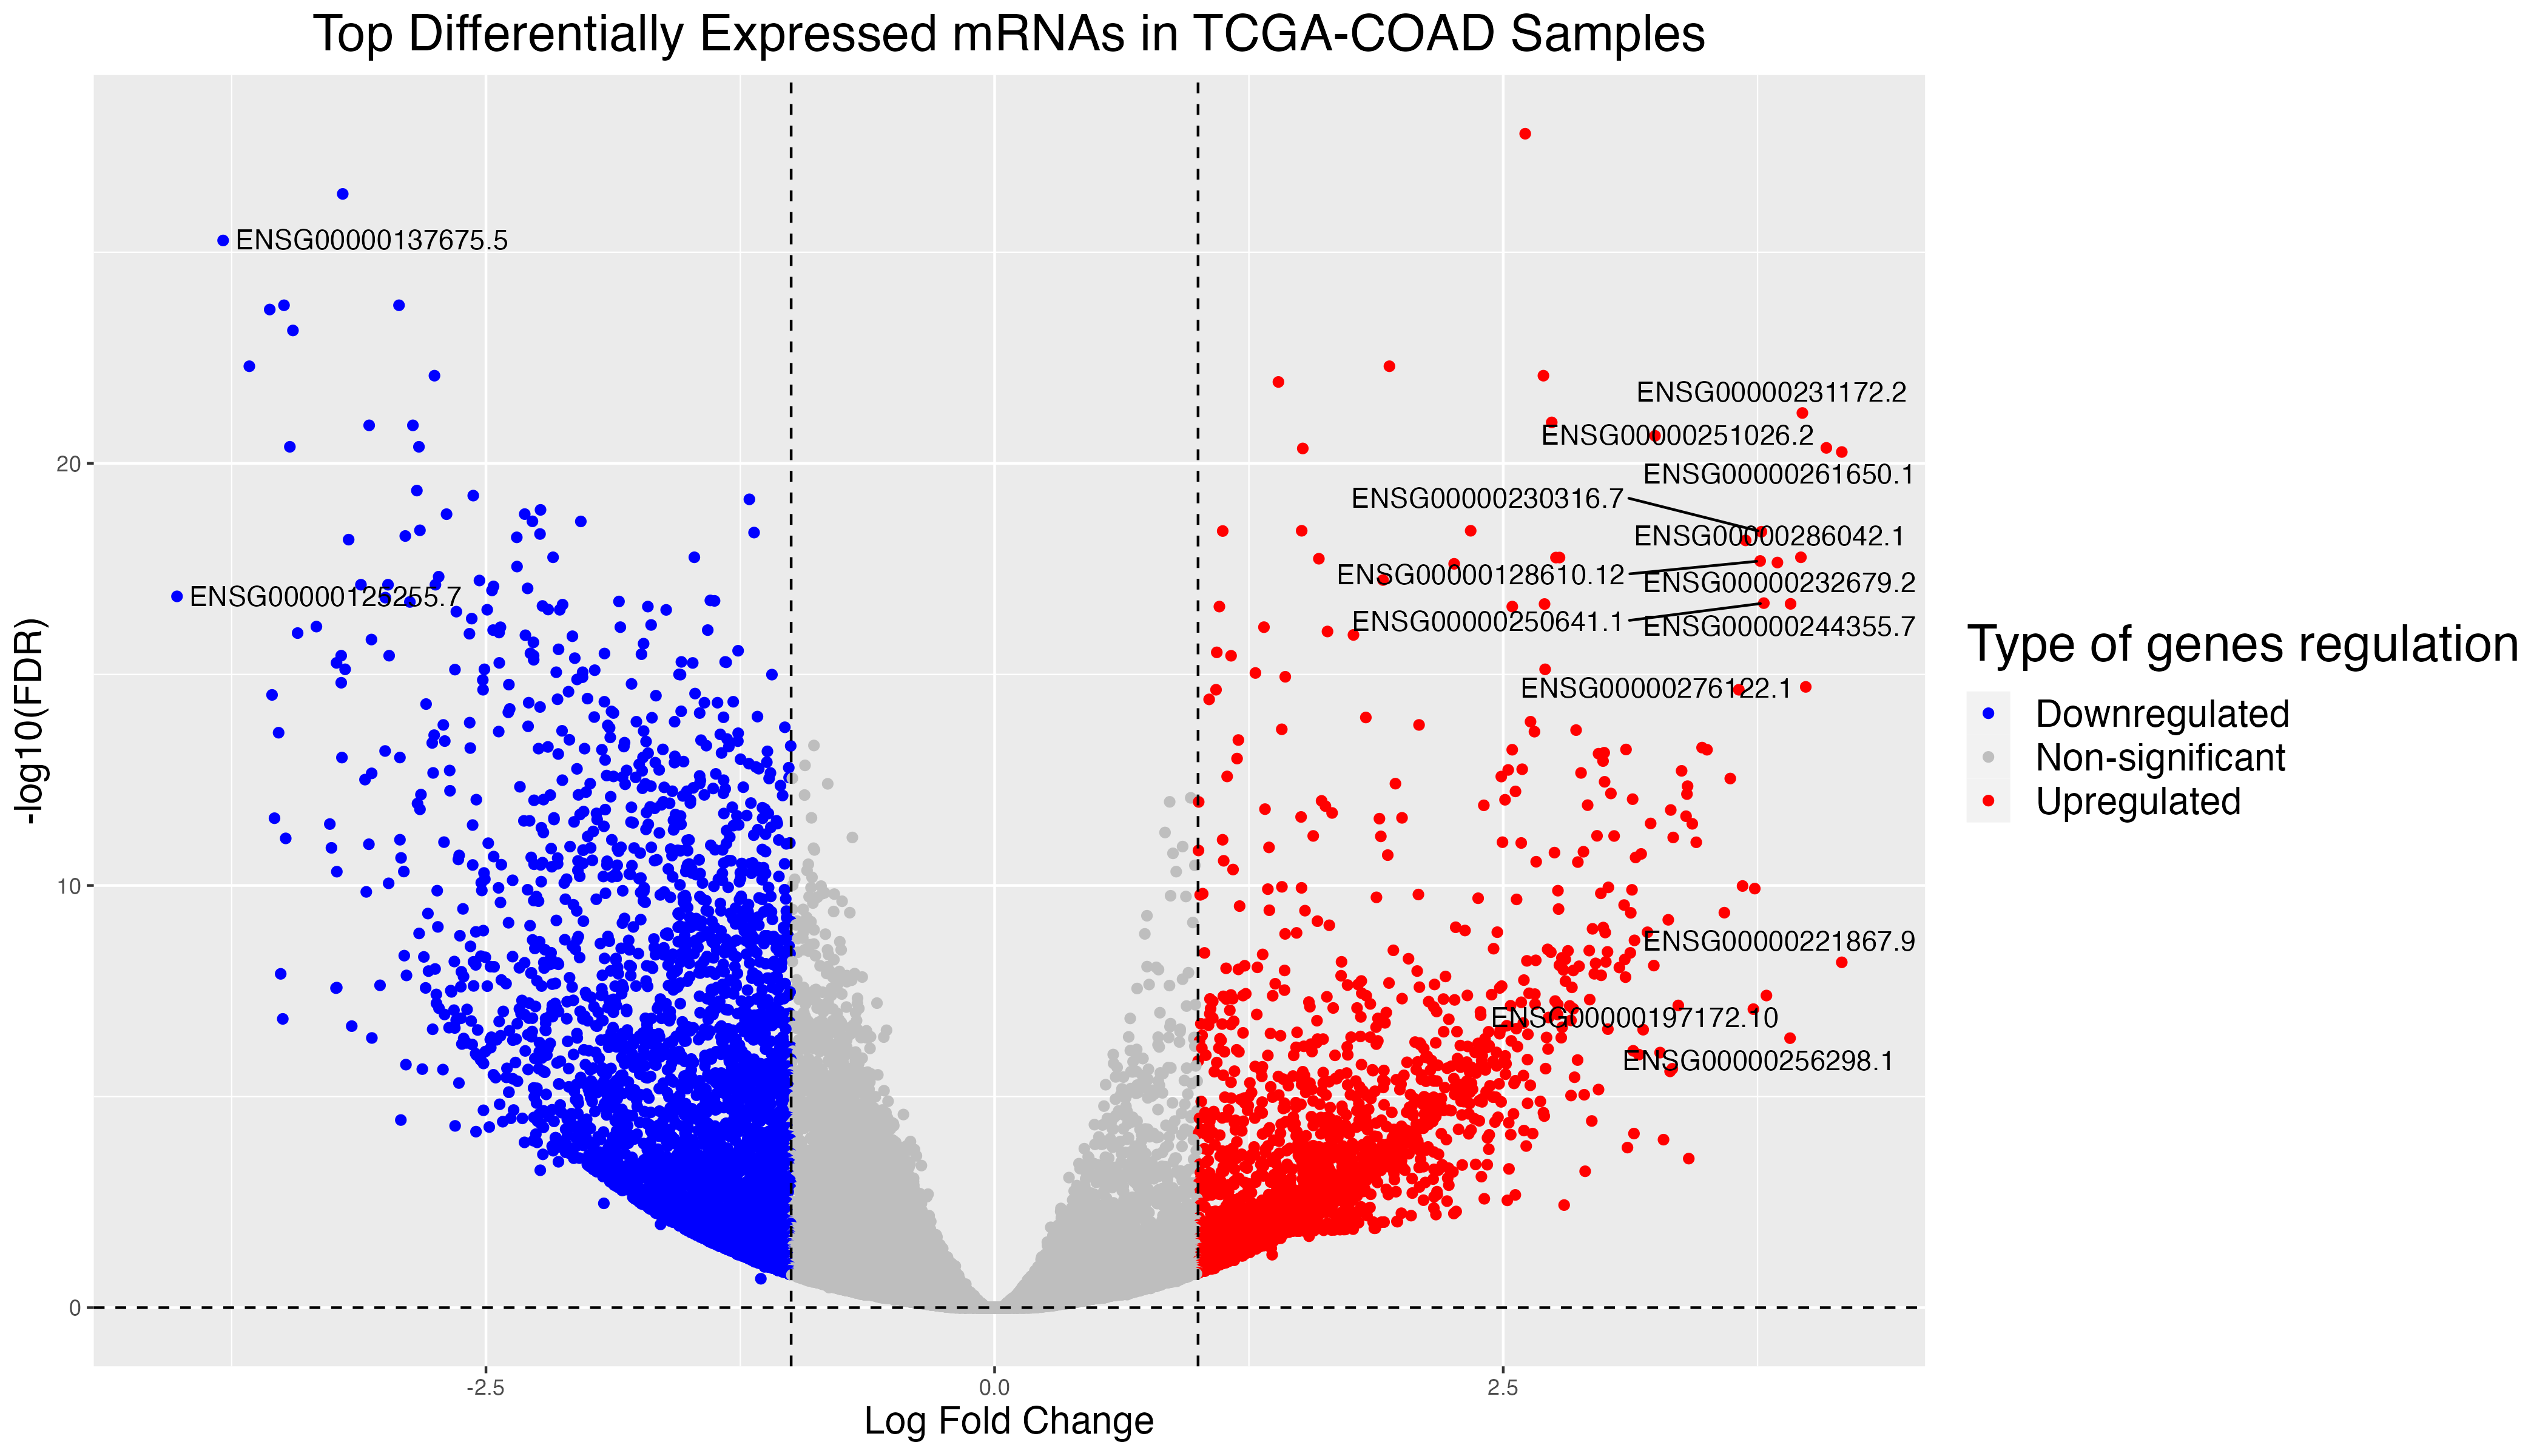 Top Differentially Expressed mRNAs in TCGA-COAD Samples
-log10(FDR)
20
10
0
ENSG00000137675.5
ENSG00000125255.7
ENSG00000231172.2
ENSG00000251026.2
ENSG00000261650.1
ENSG00000230316.7
ENSG00000286042.1
ENSG00000128610.12
ENSG00000232679.2
ENSG00000250641.1
ENSG00000244355.7
ENSG00000276122.1
ENSG00000221867.9
ENSG00000197172.10
ENSG00000256298.1
-2.5
0.0
2.5
Log Fold Change
Type of genes regulation
Downregulated
Non-significant
Upregulated